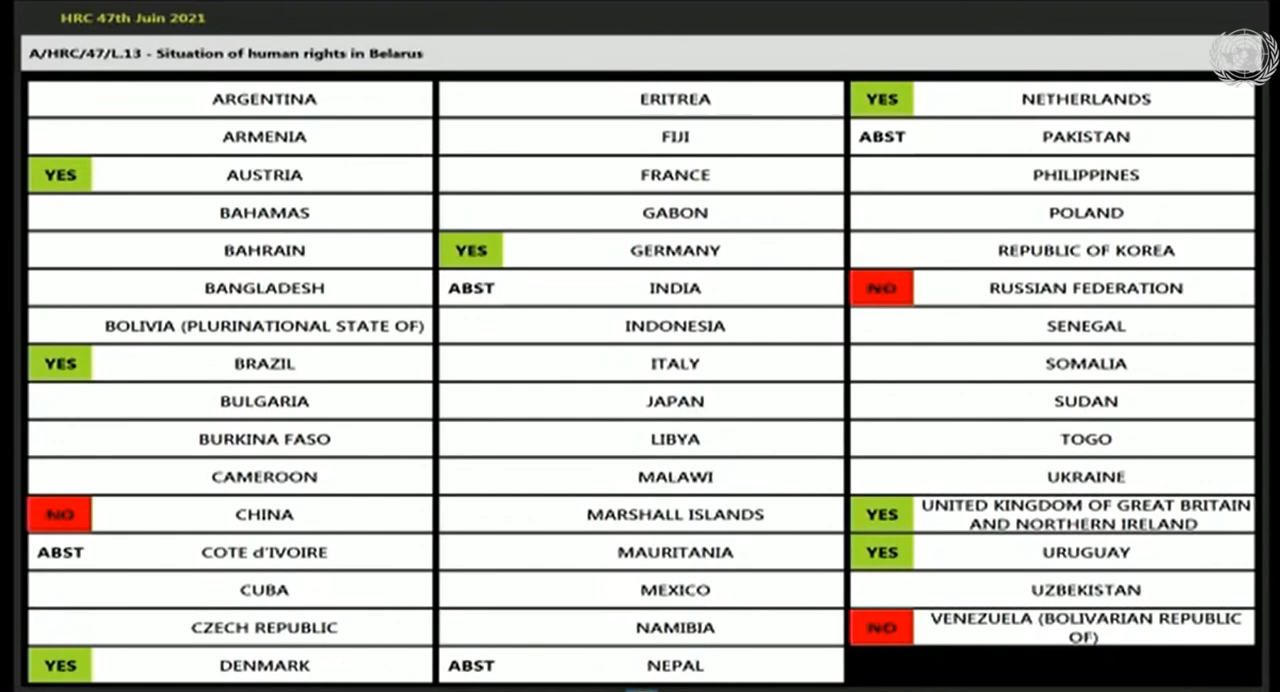 HRC 47th Juin 2021
A/HRC/47/L.13 - Situation of human rights in Belarus
ARGENTINA
ARMENIA
YES AUSTRIA
BAHAMAS
BAHRAIN
BANGLADESH
BOLIVIA (PLURINATIONAL STATE OF)
YES BRAZIL
BULGARIA
BURKINA FASO
CAMEROON
NO CHINA
ABST COTE d'IVOIRE
CUBA
CZECH REPUBLIC
YES DENMARK
ERITREA
FIJI
FRANCE
GABON
YES GERMANY
ABST INDIA
INDONESIA
ITALY
JAPAN
LIBYA
MALAWI
MARSHALL ISLANDS
MAURITANIA
MEXICO
NAMIBIA
ABST NEPAL
YES NETHERLANDS
ABST PAKISTAN
PHILIPPINES
POLAND
REPUBLIC OF KOREA
NO RUSSIAN FEDERATION
SENEGAL
SOMALIA
SUDAN
TOGO
UKRAINE
YES UNITED KINGDOM OF GREAT BRITAIN
AND NORTHERN IRELAND
YES URUGUAY
UZBEKISTAN
NO VENEZUELA (BOLIVARIAN REPUBLIC
OF)